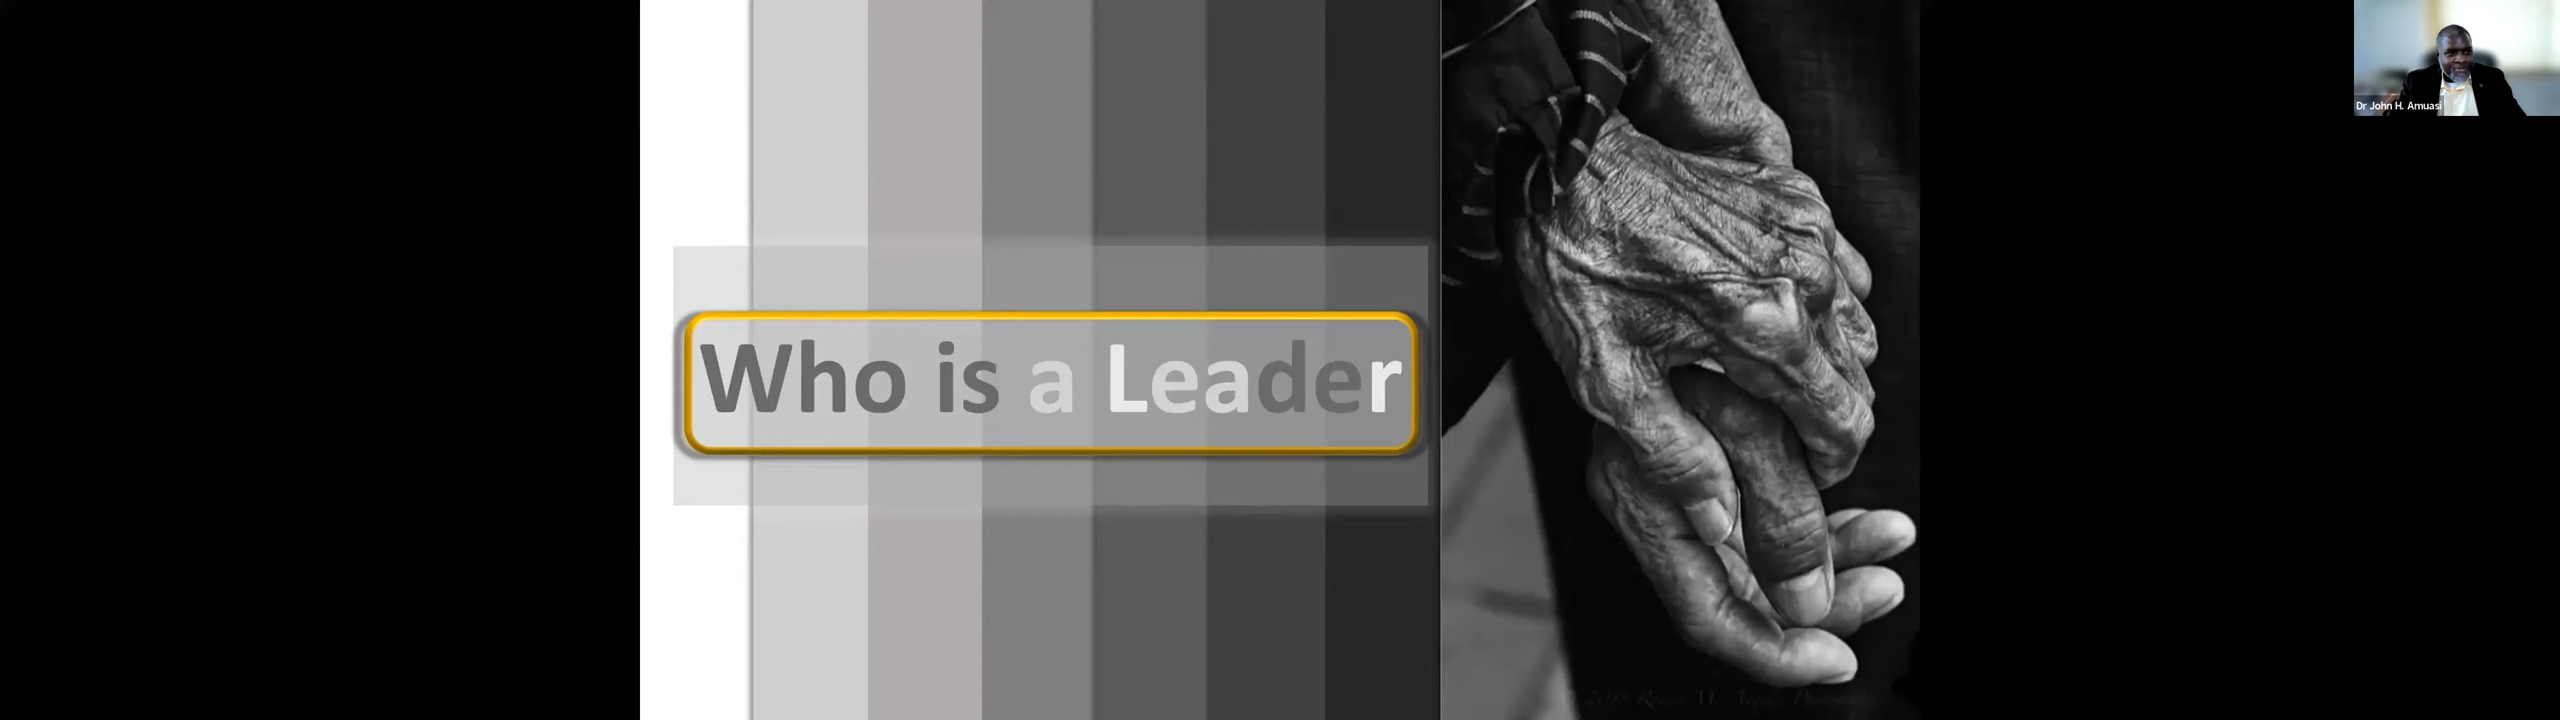 Who is a Leader
Dr John H. Amuasi